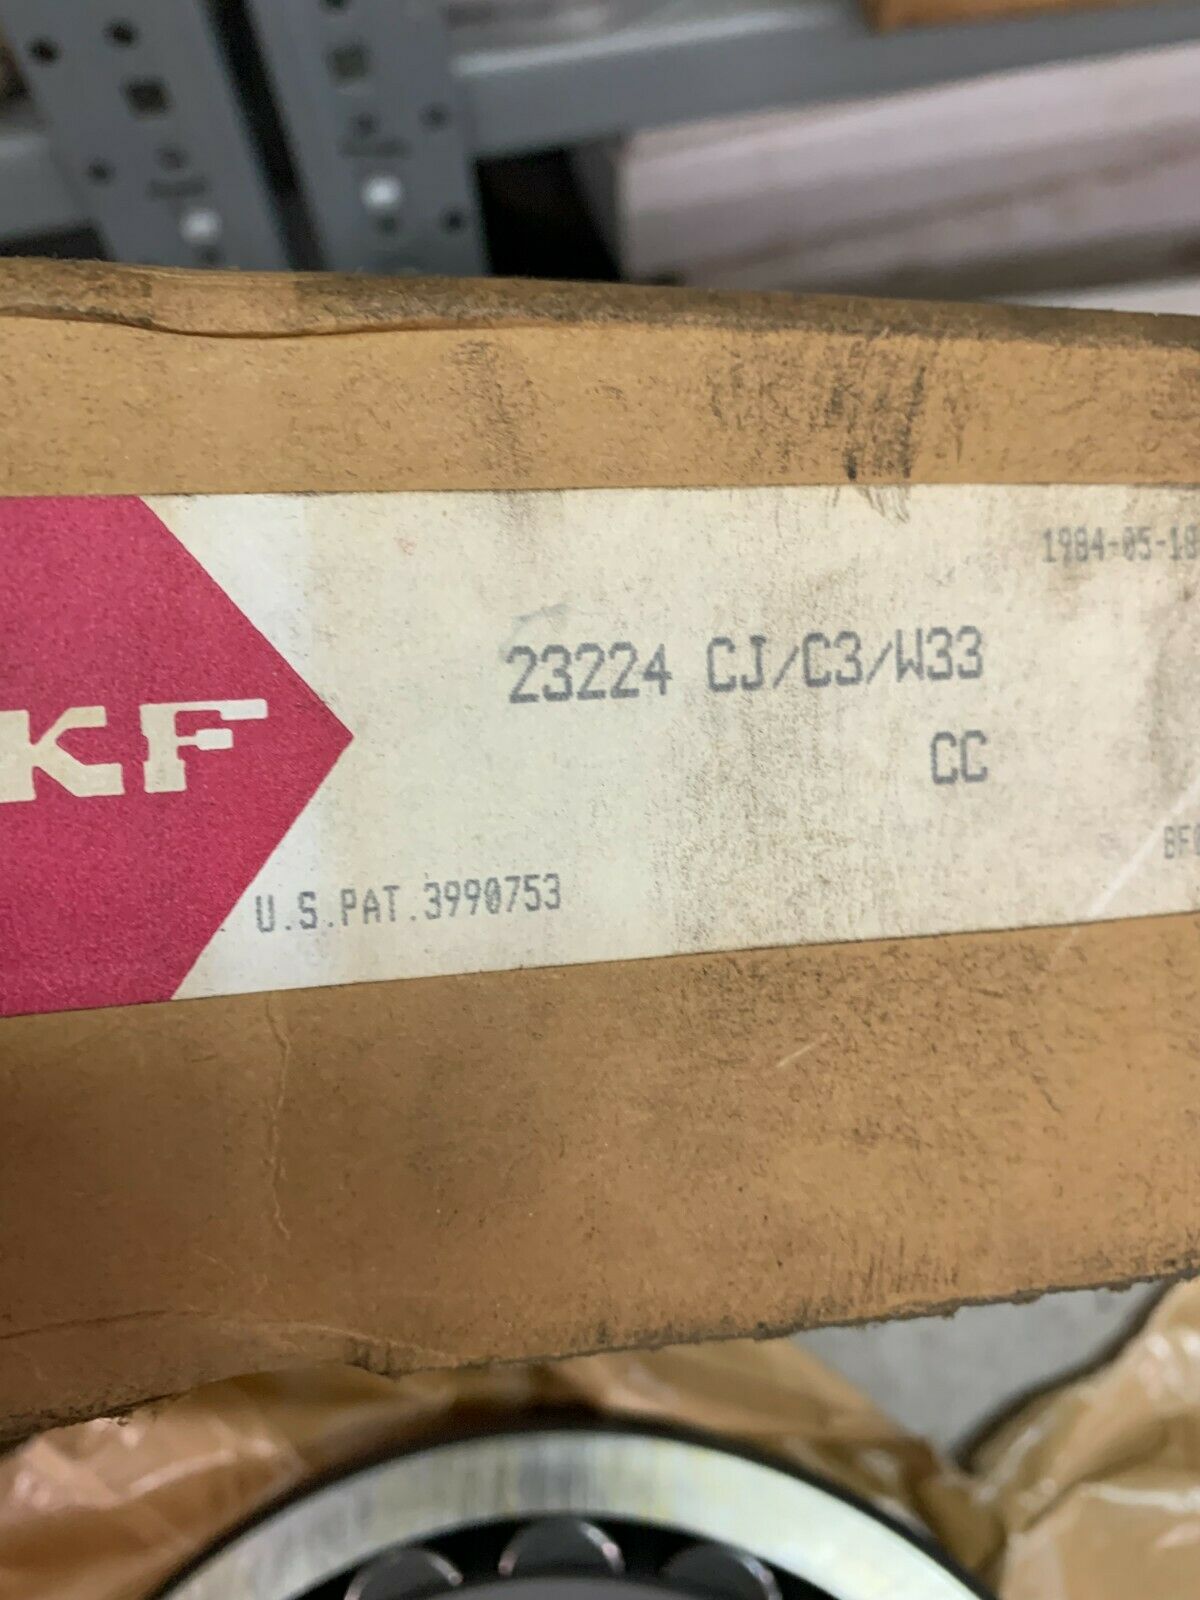 1984-05-18
23224 CJ/C3/W33
KF
CC
U.S.PAT.3990753